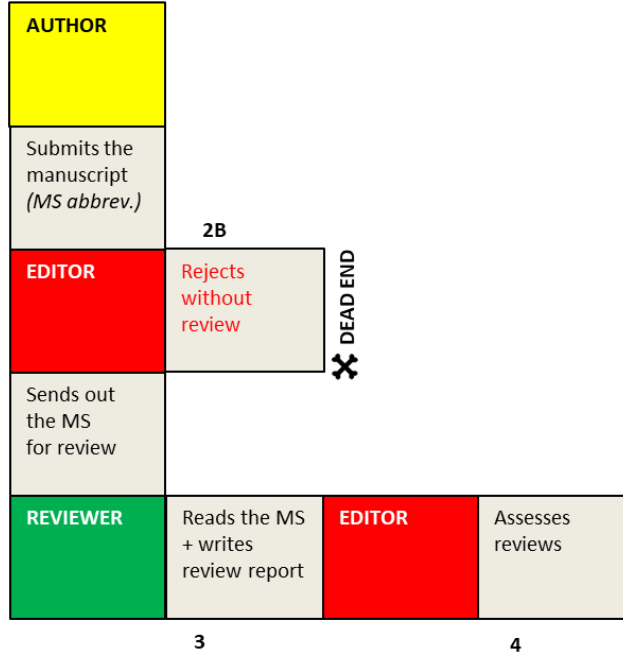 AUTHOR
Submits the
manuscript
(MS abbrev.)
2B
EDITOR
Rejects
without
review
DEAD END
Sends out
the MS
for review
REVIEWER
Reads the MS
+ writes
review report
EDITOR
Assesses
reviews
3
4